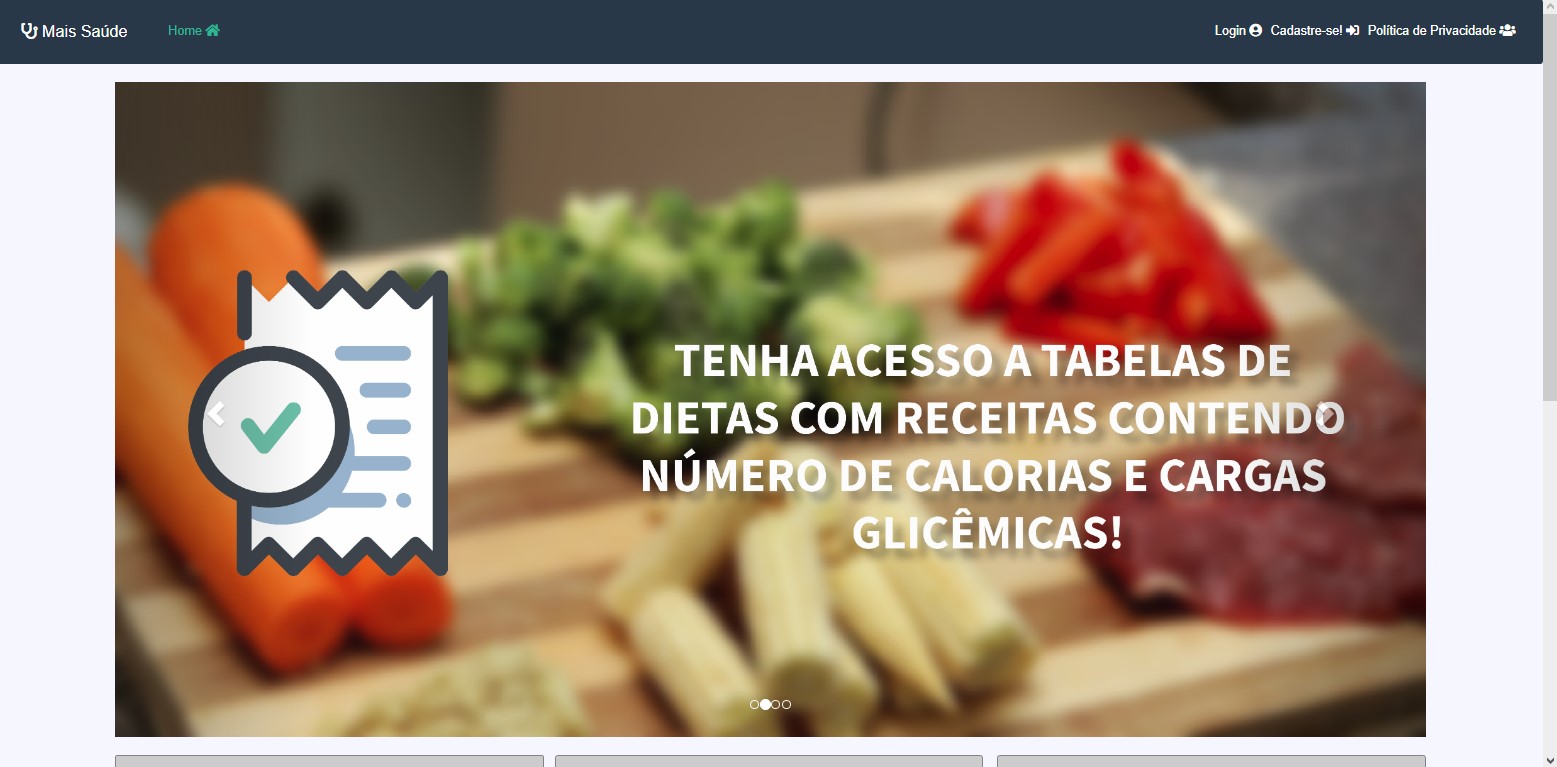 Mais Saúde
Home
Login
Cadastre-se!
Política de Privacidade
TENHA ACESSO A TABELAS DE
DIETAS COM RECEITAS CONTENDO
NÚMERO DE CALORIAS E CARGAS
GLICÊMICAS!